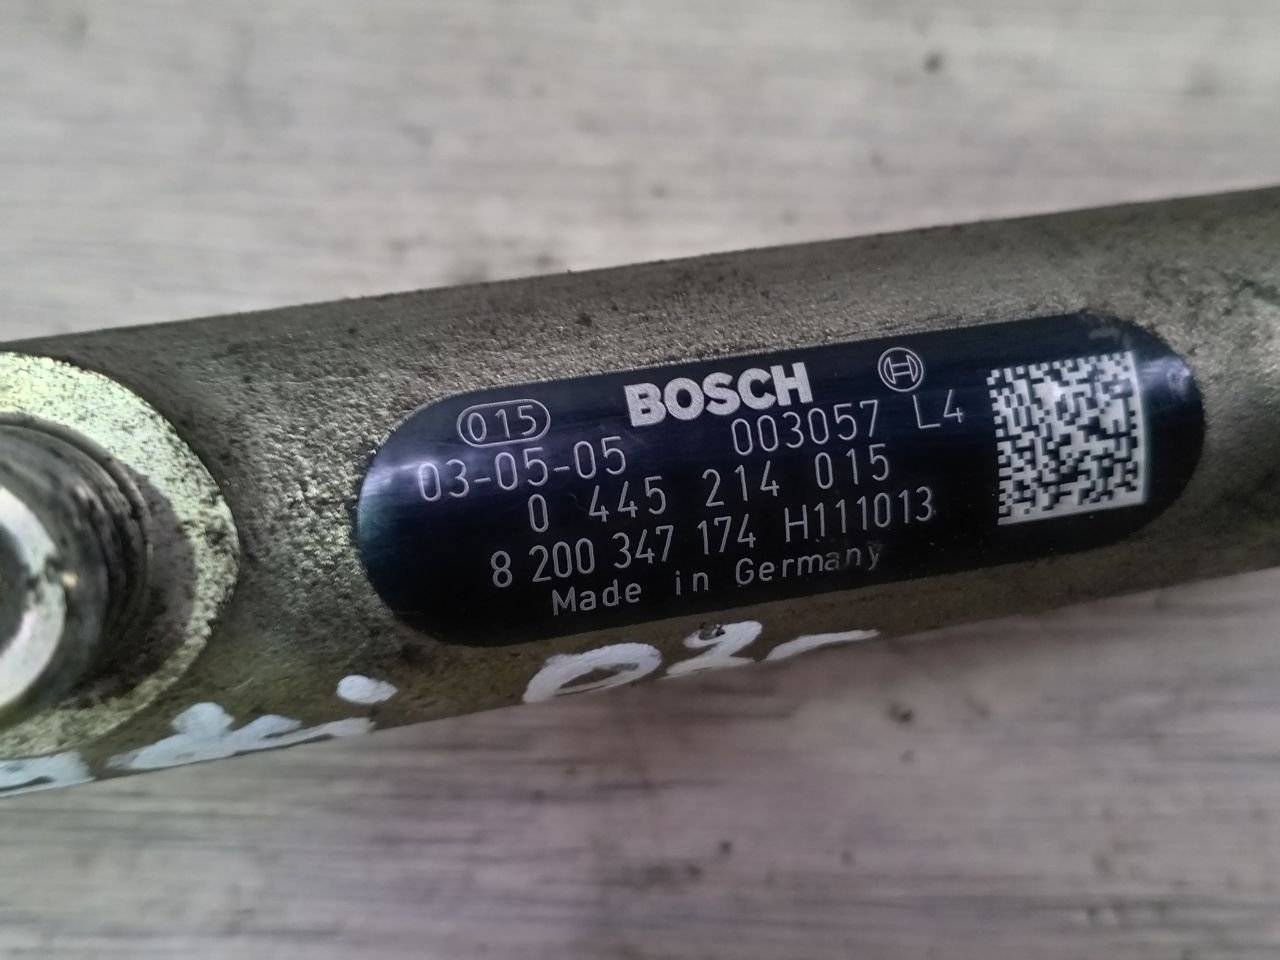 015 BOSCH
03-05-05 003057 L4
0 445 214 015
8 200 347 174 H111013
Made in Germany